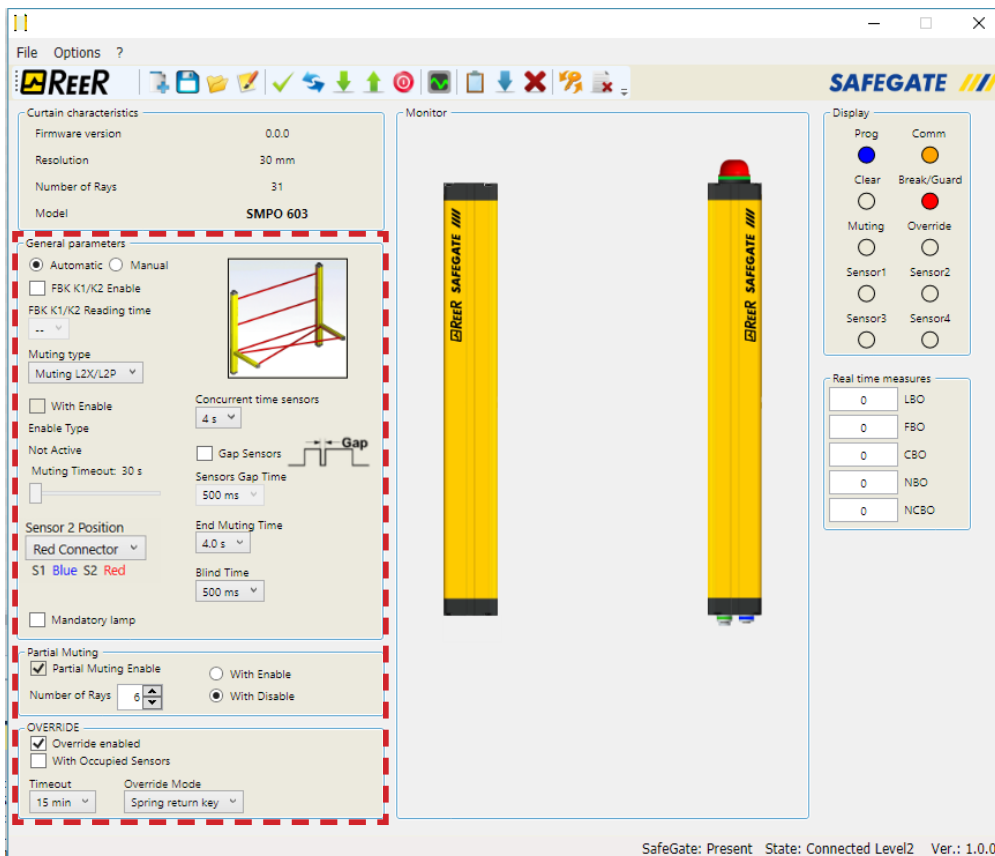 File Options ?
REER
SAFEGATE
Curtain characteristics
Firmware version 0.0.0
Resolution 30 mm
Number of Rays 31
Model SMPO 603
General parameters
Automatic Manual
FBK K1/K2 Enable
FBK K1/K2 Reading time
--
Muting type
Muting L2X/L2P
With Enable
Enable Type
Not Active
Muting Timeout: 30 s
Sensor 2 Position
Red Connector
S1 Blue S2 Red
Mandatory lamp
Concurrent time sensors
4 s
Gap Sensors
Gap
Sensors Gap Time
500 ms
End Muting Time
4.0 s
Blind Time
500 ms
Partial Muting
Partial Muting Enable
Number of Rays 6
With Enable
With Disable
OVERRIDE
Override enabled
With Occupied Sensors
Timeout
15 min
Override Mode
Spring return key
Monitor
REER SAFEGATE
REER SAFEGATE
Display
Prog Comm
Clear Break/Guard
Muting Override
Sensor1 Sensor2
Sensor3 Sensor4
Real time measures
0 LBO
0 FBO
0 CBO
0 NBO
0 NCBO
SafeGate: Present State: Connected Level2 Ver.: 1.0.0